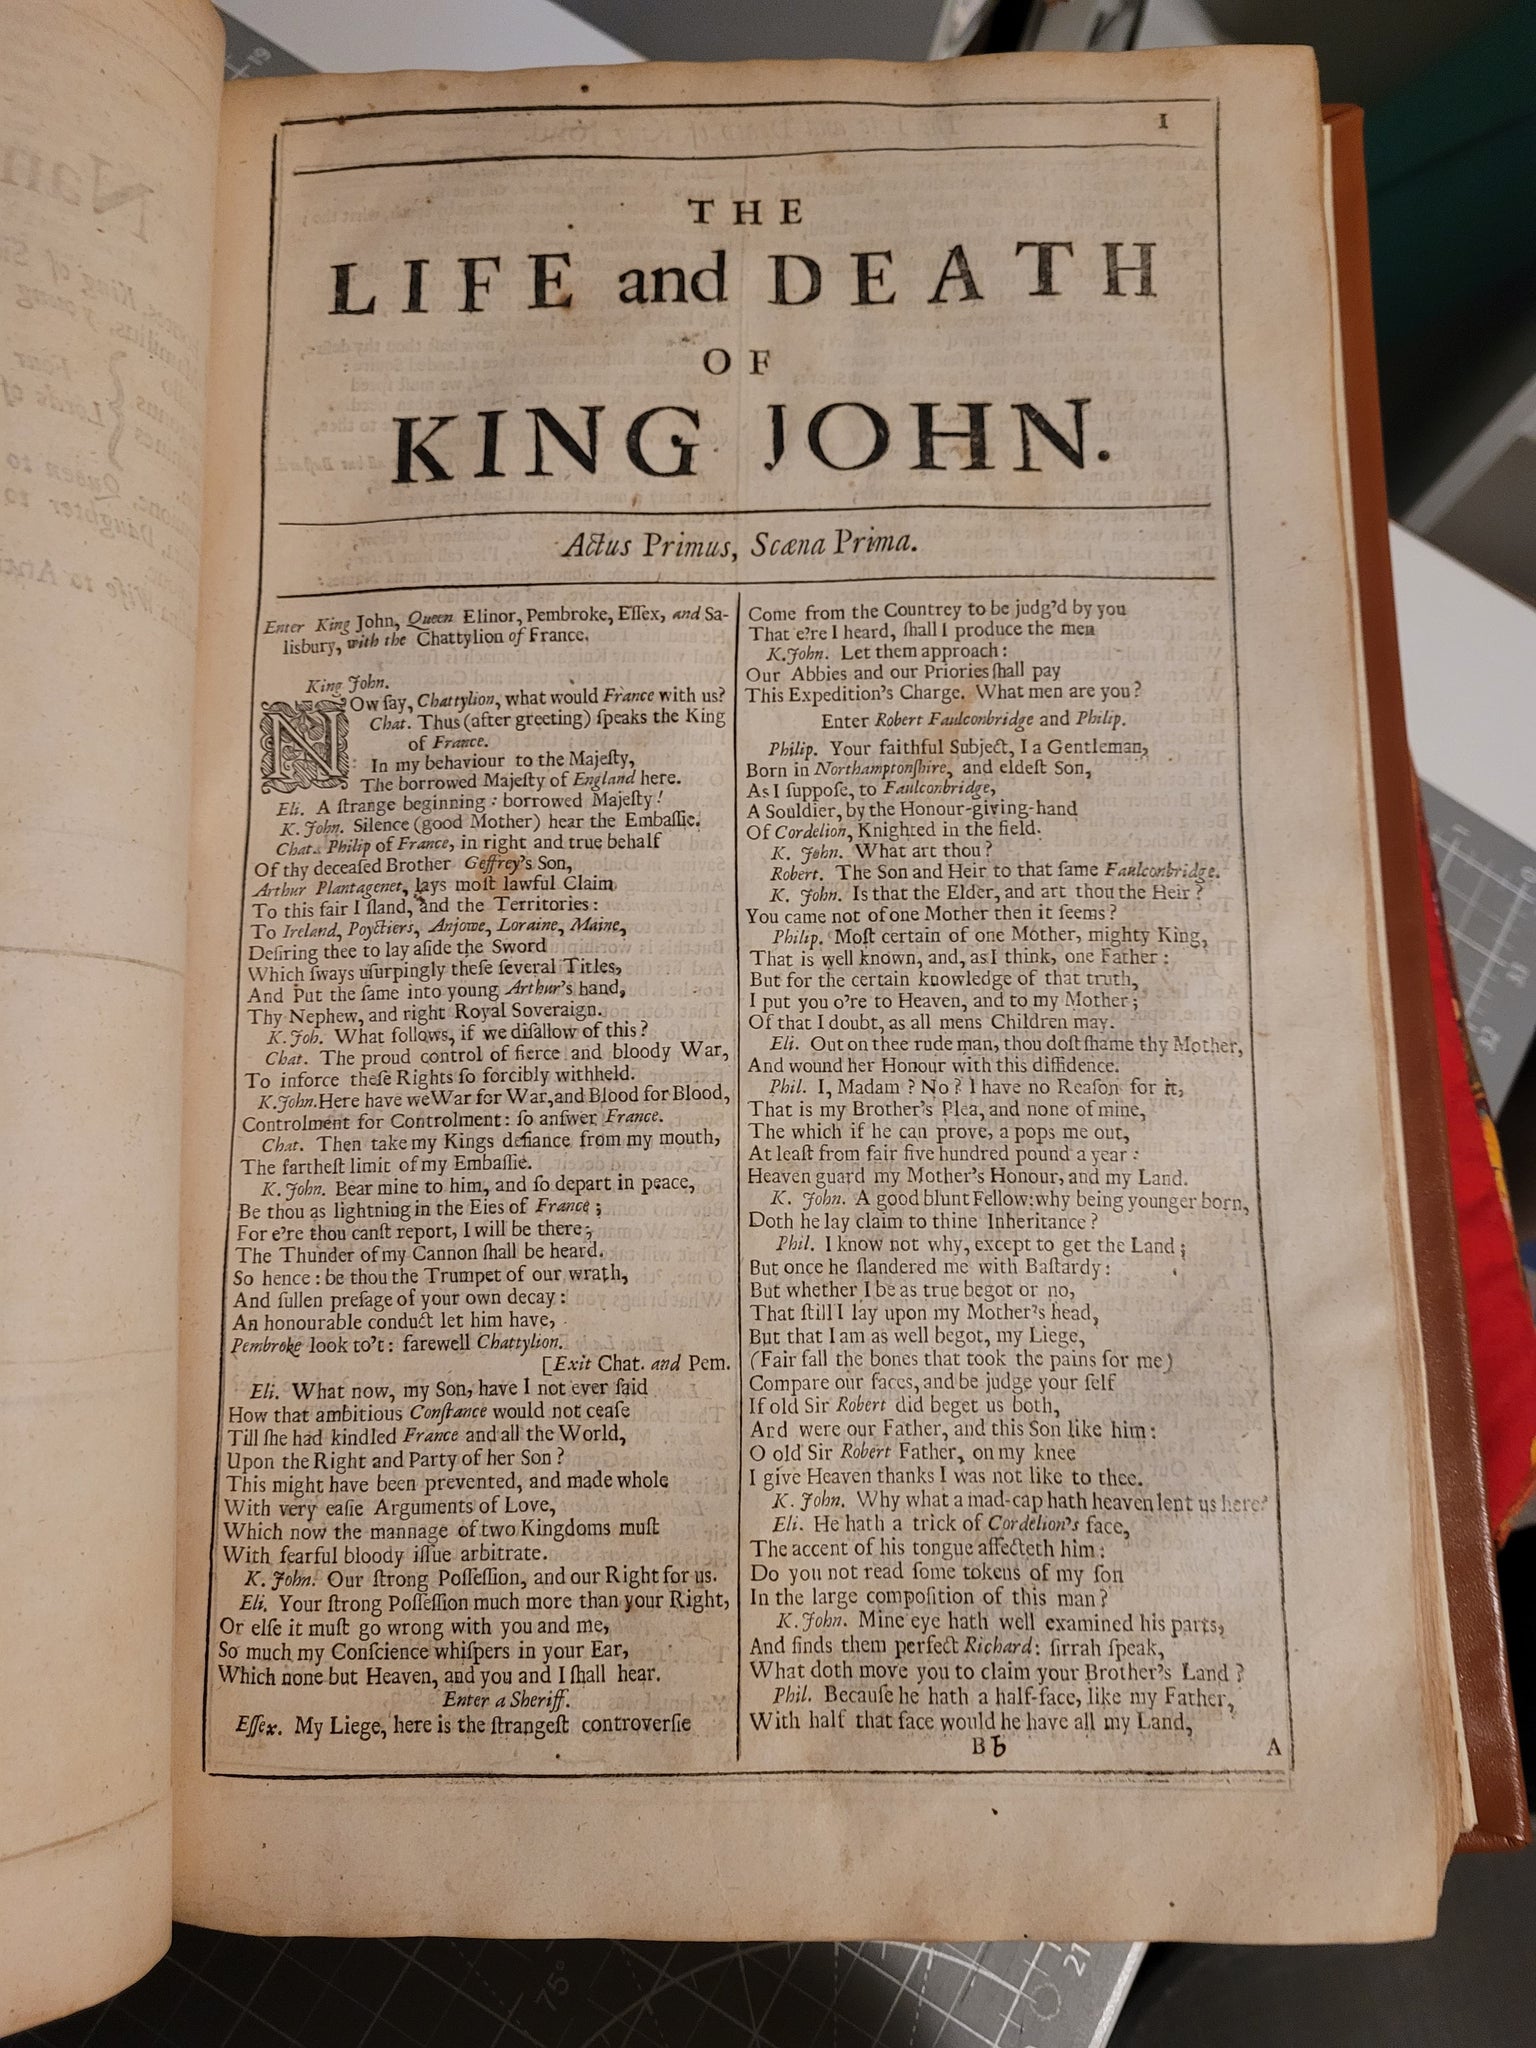 1
THE
LIFE and DEATH
OF
KING JOHN.
Actus Primus, Scæna Prima.
Enter King John, Queen Elinor, Pembroke, Eſſex, and Sa-
lisbury, with the Chattylion of France.
King John.
NOw ſay, Chattylion, what would France with us?
Chat. Thus (after greeting) ſpeaks the King
of France.
In my behaviour to the Majeſty,
The borrowed Majeſty of England here.
Eli. A ſtrange beginning: borrowed Majeſty!
K. John. Silence (good Mother) hear the Embaſſie.
Chat. Philip of France, in right and true behalf
Of thy deceaſed Brother Geffrey's Son,
Arthur Plantagenet, lays moſt lawful Claim
To this fair I ſland, and the Territories:
To Ireland, Poyctiers, Anjowe, Loraine, Maine,
Deſiring thee to lay aſide the Sword
Which ſways uſurpingly theſe ſeveral Titles,
And Put the ſame into young Arthur's hand,
Thy Nephew, and right Royal Soveraign.
K. Joh. What follows, if we diſallow of this?
Chat. The proud control of fierce and bloody War,
To inforce theſe Rights ſo forcibly withheld.
K.John. Here have we War for War, and Blood for Blood,
Controlment for Controlment: ſo anſwer France.
Chat. Then take my Kings defiance from my mouth,
The fartheſt limit of my Embaſſie.
K. John. Bear mine to him, and ſo depart in peace,
Be thou as lightning in the Eies of France;
For e're thou canſt report, I will be there;
The Thunder of my Cannon ſhall be heard.
So hence: be thou the Trumpet of our wrath,
And ſullen preſage of your own decay:
An honourable conduct let him have,
Pembroke look to't: farewell Chattylion.
[Exit Chat. and Pem.
Eli. What now, my Son, have I not ever ſaid
How that ambitious Conſtance would not ceaſe
Till ſhe had kindled France and all the World,
Upon the Right and Party of her Son?
This might have been prevented, and made whole
With very eaſie Arguments of Love,
Which now the mannage of two Kingdoms muſt
With fearful bloody iſſue arbitrate.
K. John. Our ſtrong Poſſeſſion, and our Right for us.
Eli. Your ſtrong Poſſeſſion much more than your Right,
Or elſe it muſt go wrong with you and me,
So much my Conſcience whiſpers in your Ear,
Which none but Heaven, and you and I ſhall hear.
Enter a Sheriff.
Eſſex. My Liege, here is the ſtrangeſt controverſie
Come from the Countrey to be judg'd by you
That e're I heard, ſhall I produce the men
K.John. Let them approach:
Our Abbies and our Priories ſhall pay
This Expedition's Charge. What men are you?
Enter Robert Faulconbridge and Philip.
Philip. Your faithful Subject, I a Gentleman,
Born in Northamptonſhire, and eldeſt Son,
As I ſuppoſe, to Faulconbridge,
A Souldier, by the Honour-giving-hand
Of Cordelion, Knighted in the field.
K. John. What art thou?
Robert. The Son and Heir to that ſame Faulconbridge.
K. John. Is that the Elder, and art thou the Heir?
You came not of one Mother then it ſeems?
Philip. Moſt certain of one Mother, mighty King,
That is well known, and, as I think, one Father:
But for the certain knowledge of that truth,
I put you o're to Heaven, and to my Mother;
Of that I doubt, as all mens Children may.
Eli. Out on thee rude man, thou doſt ſhame thy Mother,
And wound her Honour with this diffidence.
Phil. I, Madam? No? I have no Reaſon for it,
That is my Brother's Plea, and none of mine,
The which if he can prove, a pops me out,
At leaſt from fair five hundred pound a year:
Heaven guard my Mother's Honour, and my Land.
K. John. A good blunt Fellow: why being younger born,
Doth he lay claim to thine Inheritance?
Phil. I know not why, except to get the Land;
But once he ſlandered me with Baſtardy:
But whether I be as true begot or no,
That ſtill I lay upon my Mother's head,
But that I am as well begot, my Liege,
(Fair fall the bones that took the pains for me)
Compare our faces, and be judge your ſelf
If old Sir Robert did beget us both,
Ard were our Father, and this Son like him:
O old Sir Robert Father, on my knee
I give Heaven thanks I was not like to thee.
K. John. Why what a mad-cap hath heaven lent us here?
Eli. He hath a trick of Cordelion's face,
The accent of his tongue affecteth him:
Do you not read ſome tokens of my ſon
In the large compoſition of this man?
K. John. Mine eye hath well examined his parts,
And finds them perfect Richard: ſirrah ſpeak,
What doth move you to claim your Brother's Land?
Phil. Becauſe he hath a half-face, like my Father,
With half that face would he have all my Land,
Bb
A